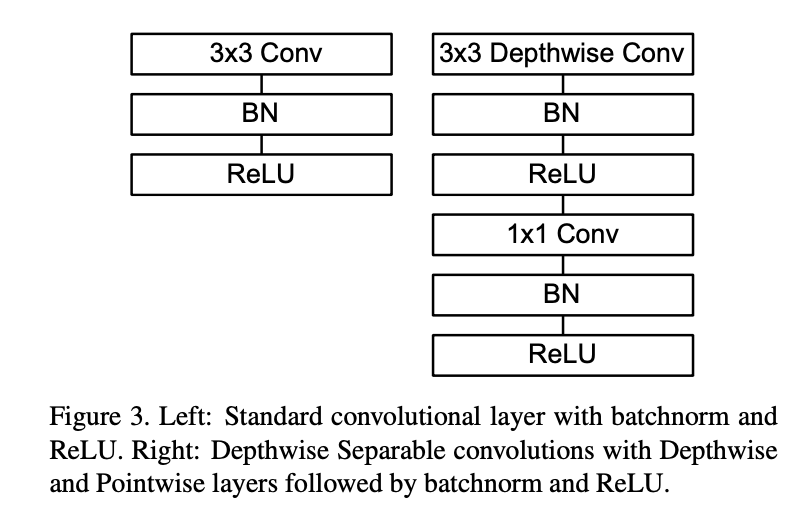 3x3 Conv
BN
ReLU
3x3 Depthwise Conv
BN
ReLU
1x1 Conv
BN
ReLU
Figure 3. Left: Standard convolutional layer with batchnorm and
ReLU. Right: Depthwise Separable convolutions with Depthwise
and Pointwise layers followed by batchnorm and ReLU.